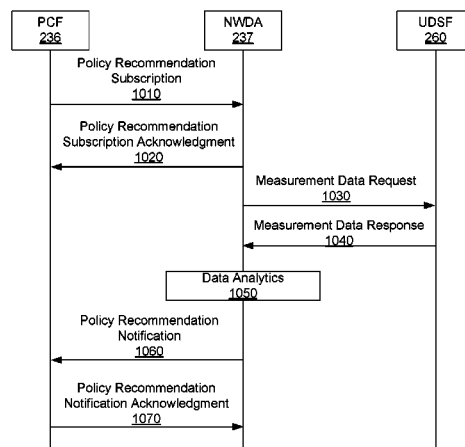 PCF
236
NWDA
237
UDSF
260
Policy Recommendation
Subscription
1010
Policy Recommendation
Subscription Acknowledgment
1020
Measurement Data Request
1030
Measurement Data Response
1040
Data Analytics
1050
Policy Recommendation
Notification
1060
Policy Recommendation
Notification Acknowledgment
1070